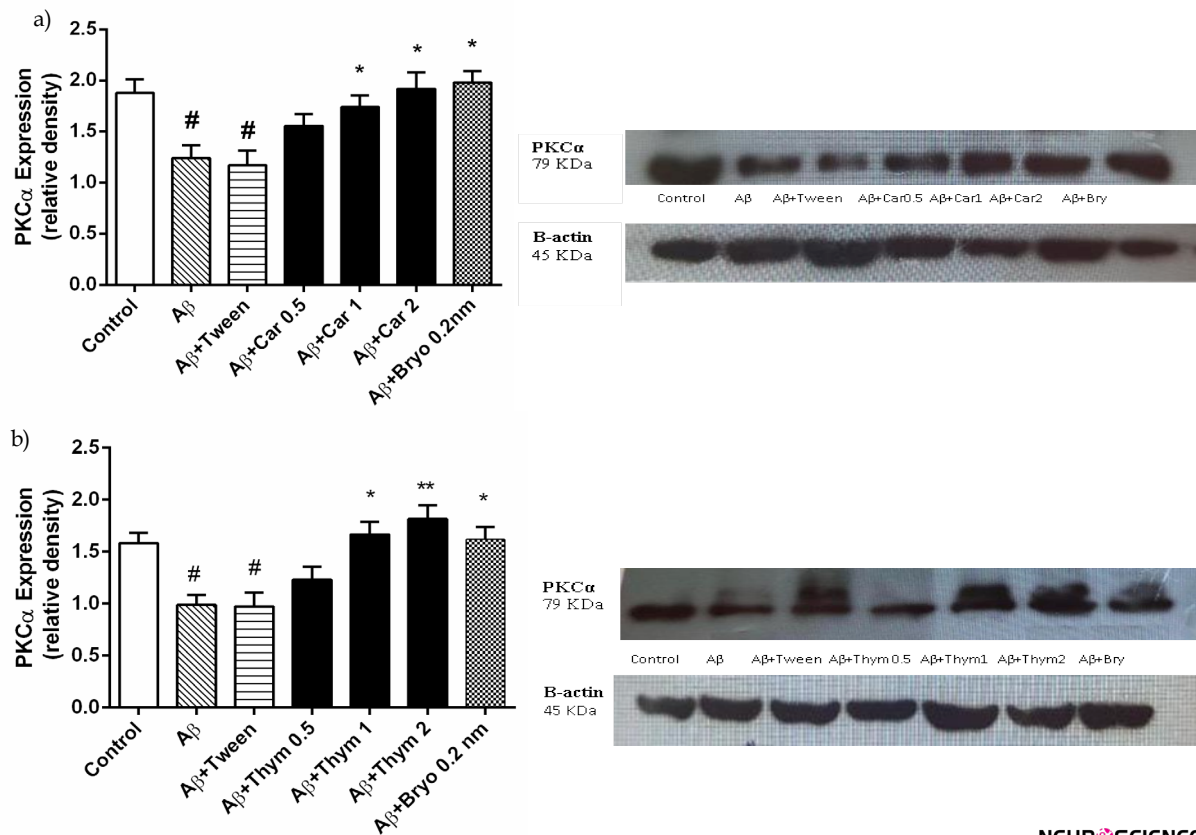 a)
PKCα Expression
(relative density)
2.5
2.0
1.5
1.0
0.5
0.0
#
#
*
*
*
Control
Aβ
Aβ+Tween
Aβ+Car 0.5
Aβ+Car 1
Aβ+Car 2
Aβ+Bryo 0.2nm
PKCα
79 KDa
Control Aβ Aβ+Tween Aβ+Car0.5 Aβ+Car1 Aβ+Car2 Aβ+Bry
B-actin
45 KDa
b)
PKCα Expression
(relative density)
2.5
2.0
1.5
1.0
0.5
0.0
#
#
*
**
*
Control
Aβ
Aβ+Tween
Aβ+Thym 0.5
Aβ+Thym 1
Aβ+Thym 2
Aβ+Bryo 0.2 nm
PKCα
79 KDa
Control Aβ Aβ+Tween Aβ+Thym 0.5 Aβ+Thym1 Aβ+Thym2 Aβ+Bry
B-actin
45 KDa